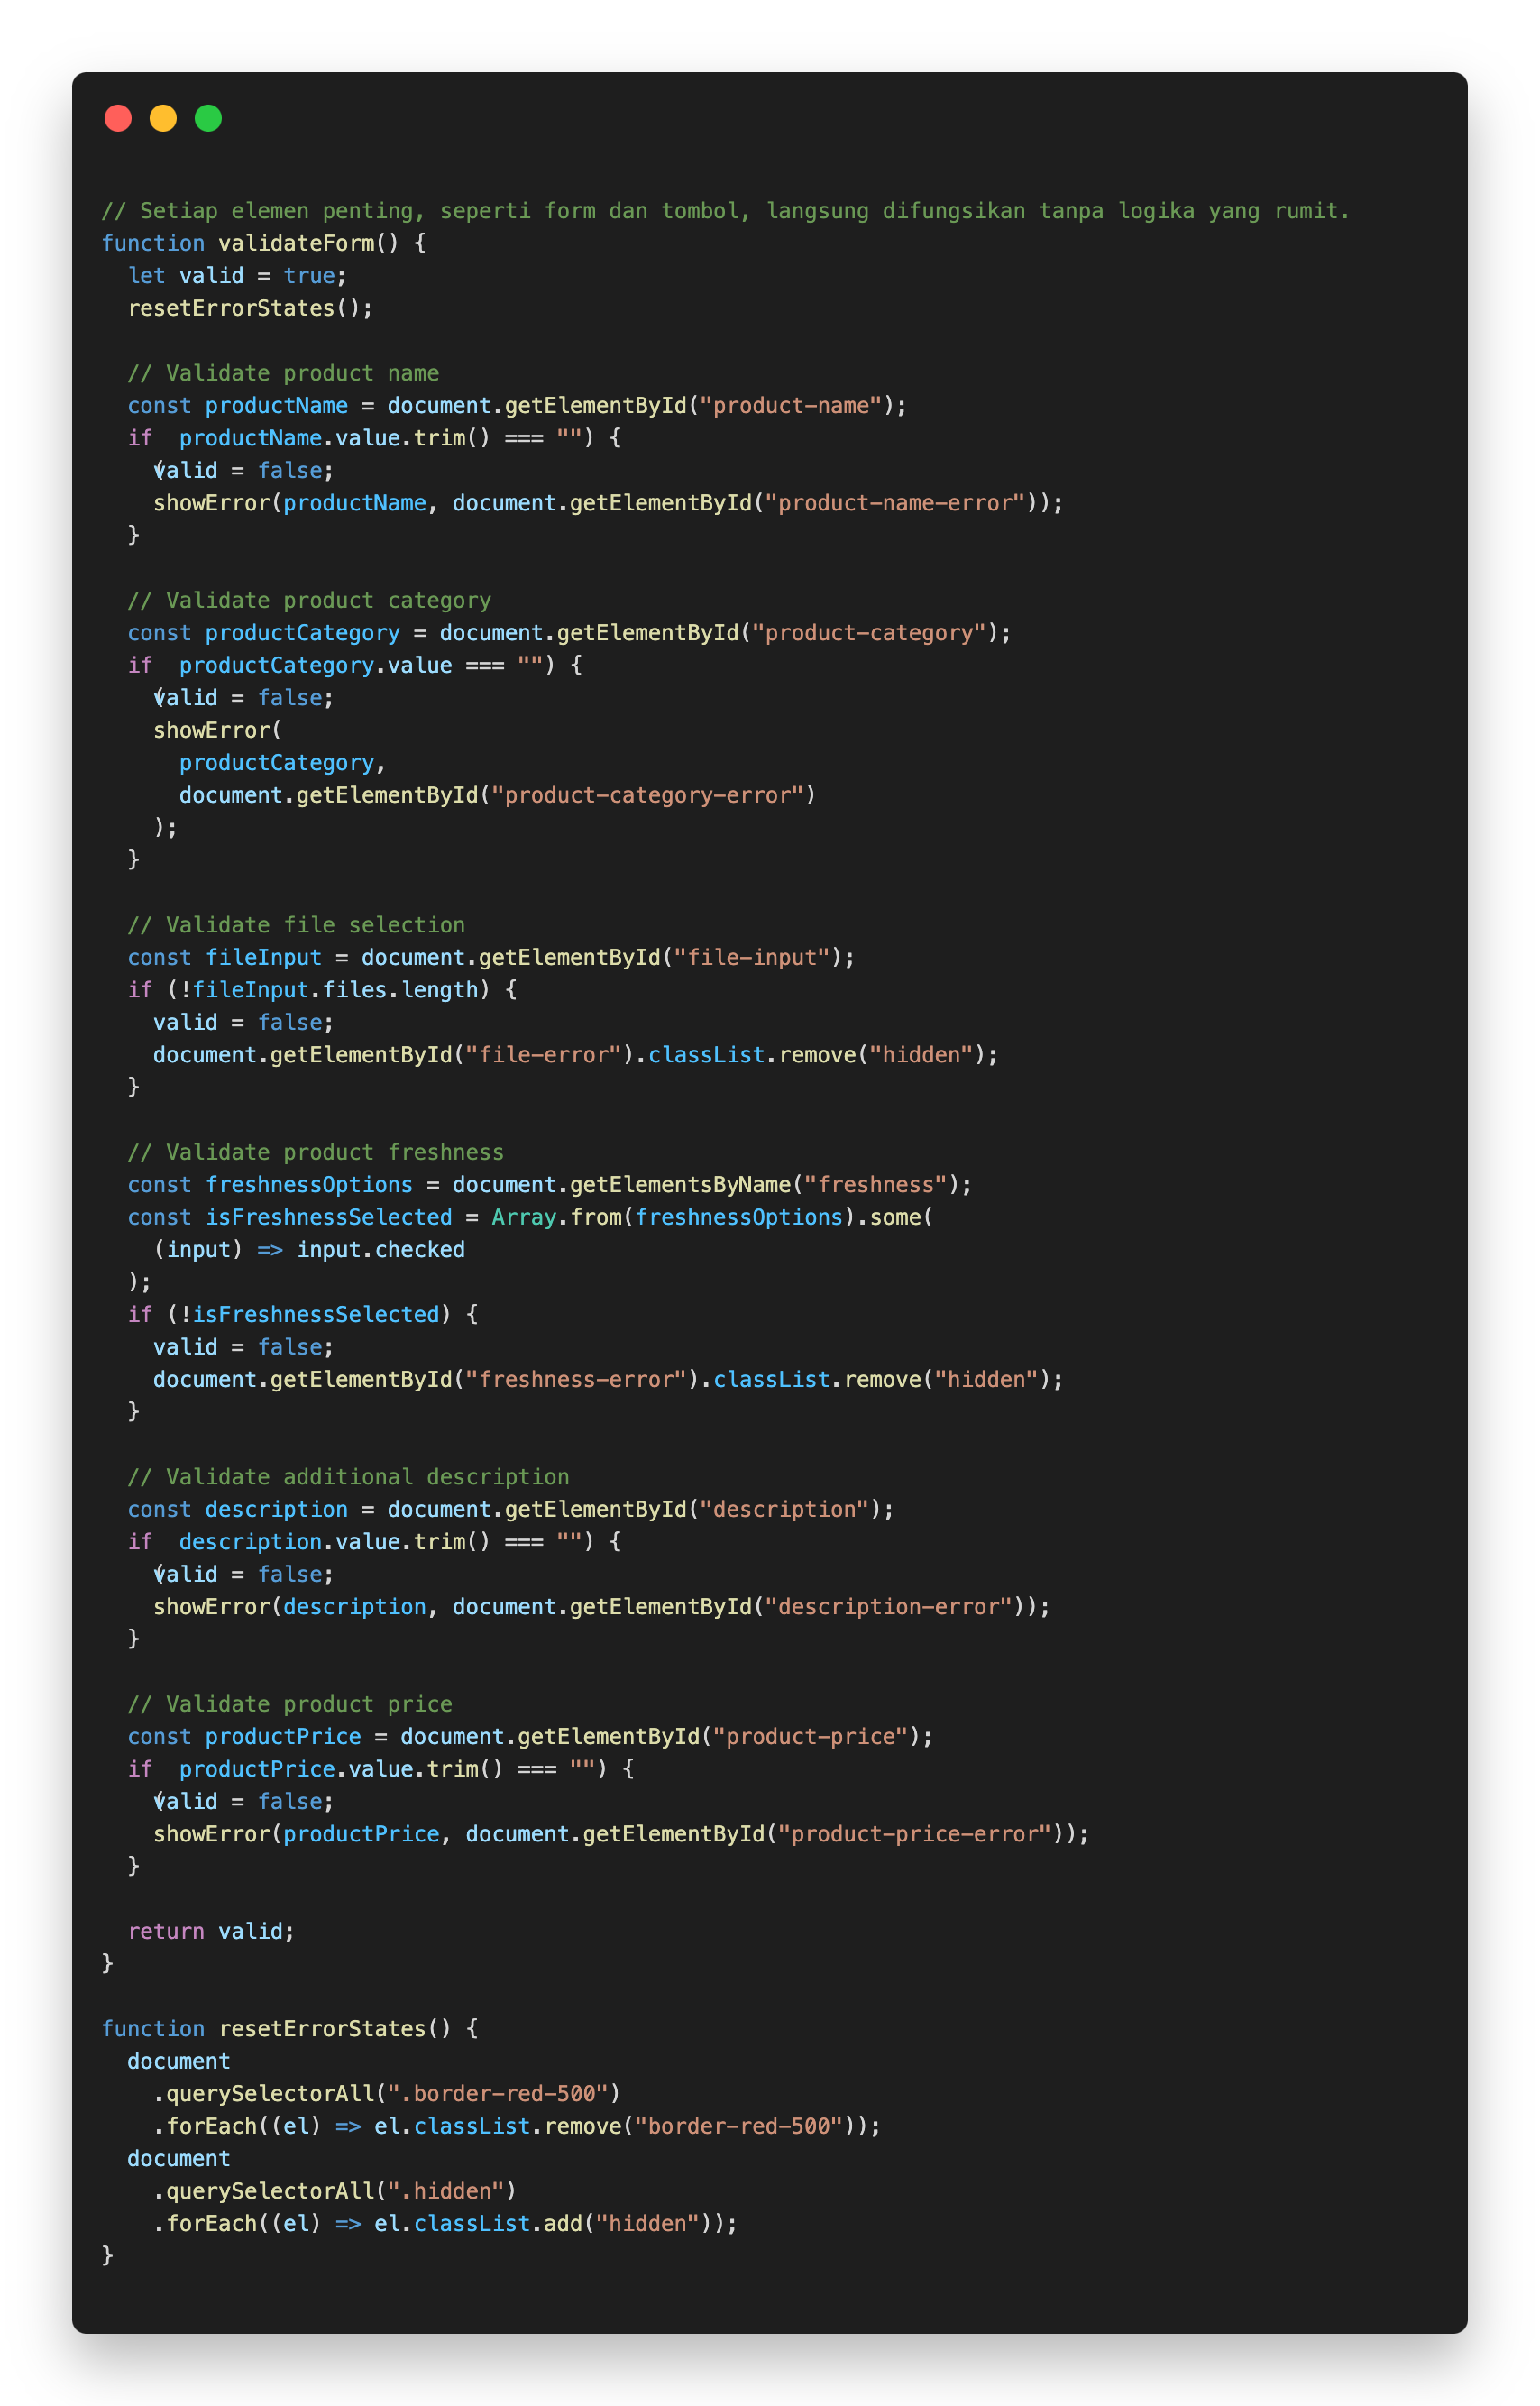 // Setiap elemen penting, seperti form dan tombol, langsung difungsikan tanpa logika yang rumit.
function validateForm() {
  let valid = true;
  resetErrorStates();

  // Validate product name
  const productName = document.getElementById("product-name");
  if (productName.value.trim() === "") {
    valid = false;
    showError(productName, document.getElementById("product-name-error"));
  }

  // Validate product category
  const productCategory = document.getElementById("product-category");
  if (productCategory.value === "") {
    valid = false;
    showError(
      productCategory,
      document.getElementById("product-category-error")
    );
  }

  // Validate file selection
  const fileInput = document.getElementById("file-input");
  if (!fileInput.files.length) {
    valid = false;
    document.getElementById("file-error").classList.remove("hidden");
  }

  // Validate product freshness
  const freshnessOptions = document.getElementsByName("freshness");
  const isFreshnessSelected = Array.from(freshnessOptions).some(
    (input) => input.checked
  );
  if (!isFreshnessSelected) {
    valid = false;
    document.getElementById("freshness-error").classList.remove("hidden");
  }

  // Validate additional description
  const description = document.getElementById("description");
  if (description.value.trim() === "") {
    valid = false;
    showError(description, document.getElementById("description-error"));
  }

  // Validate product price
  const productPrice = document.getElementById("product-price");
  if (productPrice.value.trim() === "") {
    valid = false;
    showError(productPrice, document.getElementById("product-price-error"));
  }

  return valid;
}

function resetErrorStates() {
  document
    .querySelectorAll(".border-red-500")
    .forEach((el) => el.classList.remove("border-red-500"));
  document
    .querySelectorAll(".hidden")
    .forEach((el) => el.classList.add("hidden"));
}